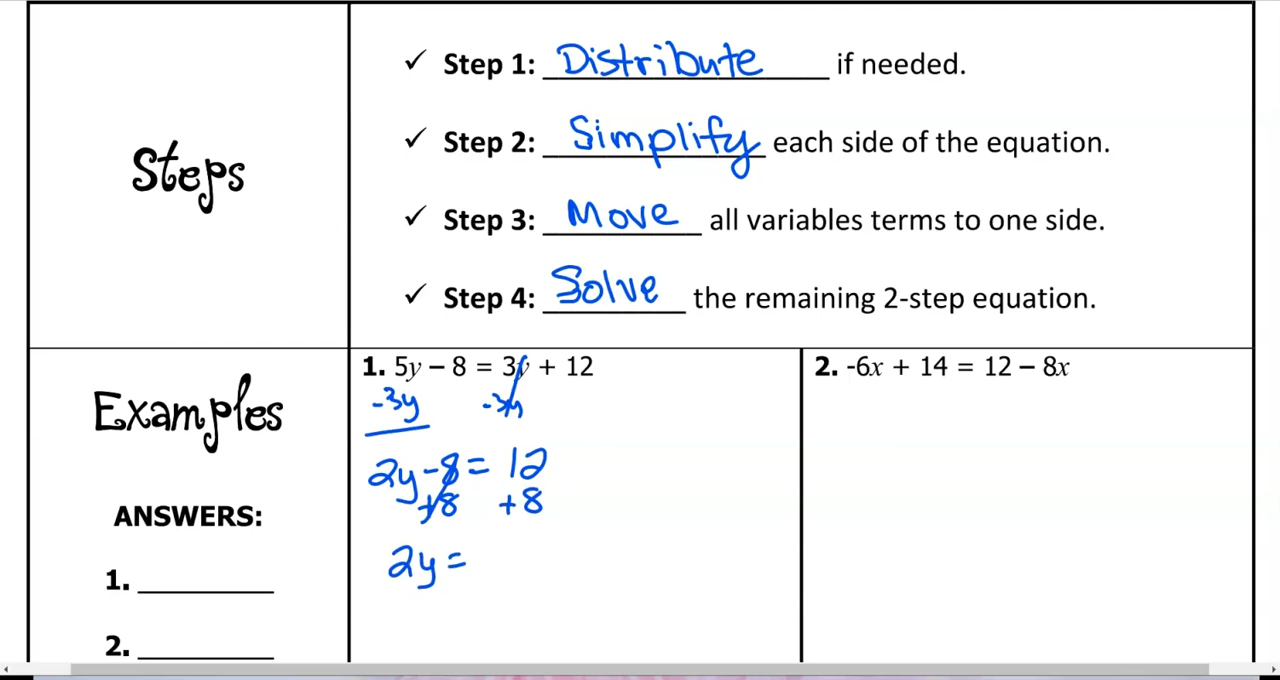 Steps
✓ Step 1: Distribute if needed.
✓ Step 2: Simplify each side of the equation.
✓ Step 3: Move all variables terms to one side.
✓ Step 4: Solve the remaining 2-step equation.
Examples
ANSWERS:
1. ____________
2. ____________
1. 5y – 8 = 3y + 12
-3y -3y
2y - 8 = 12
+8 +8
2y =
2. -6x + 14 = 12 – 8x